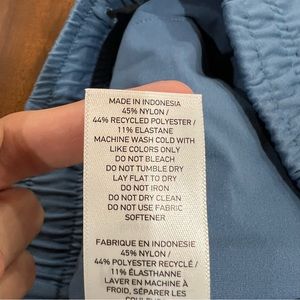 MADE IN INDONESIA
45% NYLON /
44% RECYCLED POLYESTER /
11% ELASTANE
MACHINE WASH COLD WITH
LIKE COLORS ONLY
DO NOT BLEACH
DO NOT TUMBLE DRY
LAY FLAT TO DRY
DO NOT IRON
DO NOT DRY CLEAN
DO NOT USE FABRIC
SOFTENER
FABRIQUE EN INDONESIE
45% NYLON /
44% POLYESTER RECYCLÉ /
11% ÉLASTHANNE
LAVER EN MACHINE À
FROID, SÉPARER LES